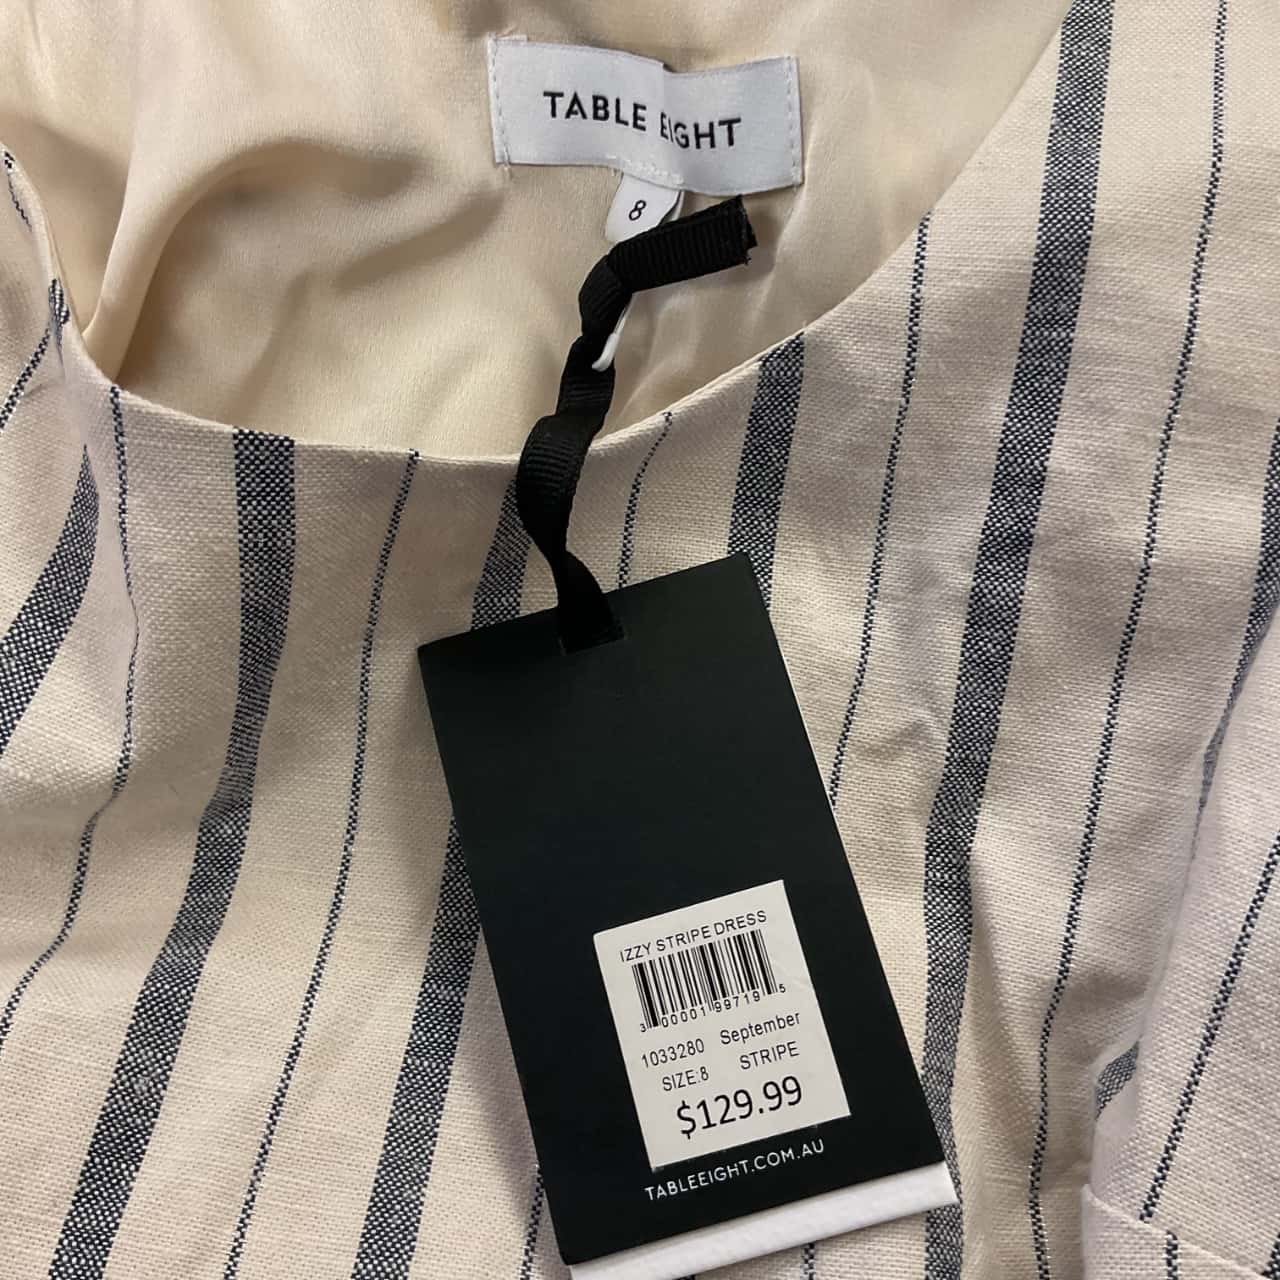 TABLE EIGHT
8
IZZY STRIPE DRESS
3 00001 99719 5
1033280 September
SIZE:8 STRIPE
$129.99
TABLEEIGHT.COM.AU